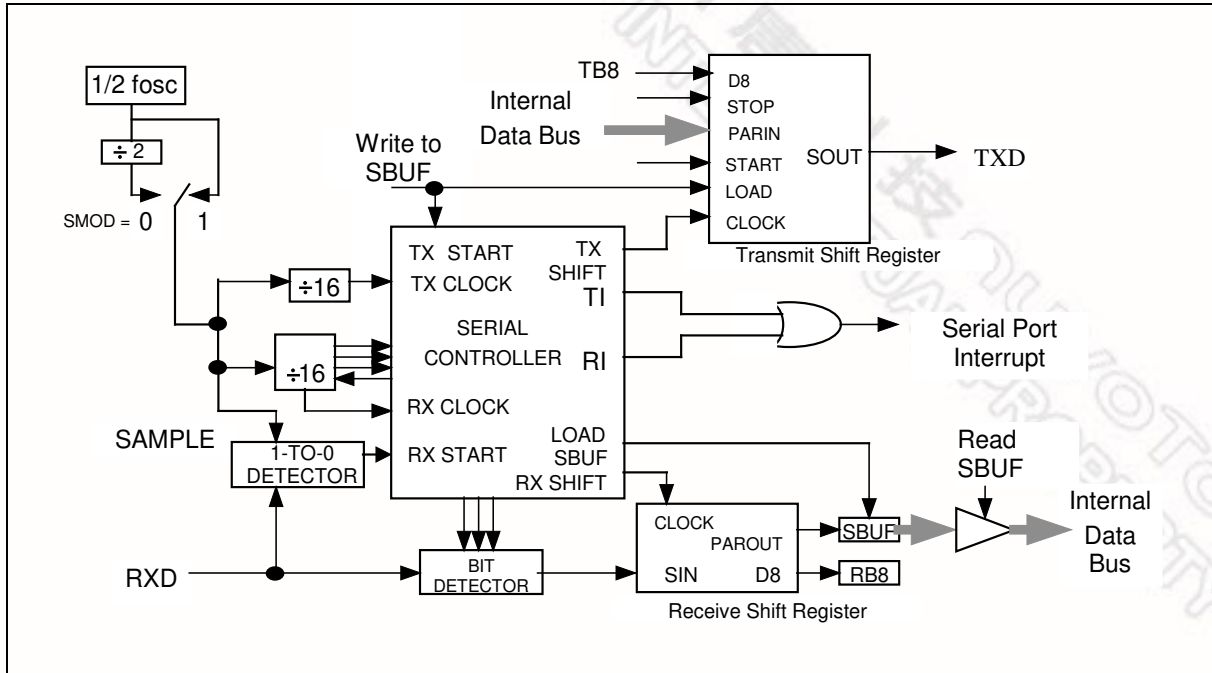 1/2 fosc
÷ 2
SMOD = 0 1
Write to
SBUF
TB8
Internal
Data Bus
D8
STOP
PARIN
START
LOAD
CLOCK
SOUT
TXD
Transmit Shift Register
÷16
÷16
SAMPLE
1-TO-0
DETECTOR
TX START
TX CLOCK
SERIAL
CONTROLLER
RX CLOCK
RX START
TX
SHIFT
TI
RI
LOAD
SBUF
RX SHIFT
Serial Port
Interrupt
RXD
BIT
DETECTOR
CLOCK
PAROUT
SIN D8
Receive Shift Register
SBUF
RB8
Read
SBUF
Internal
Data
Bus